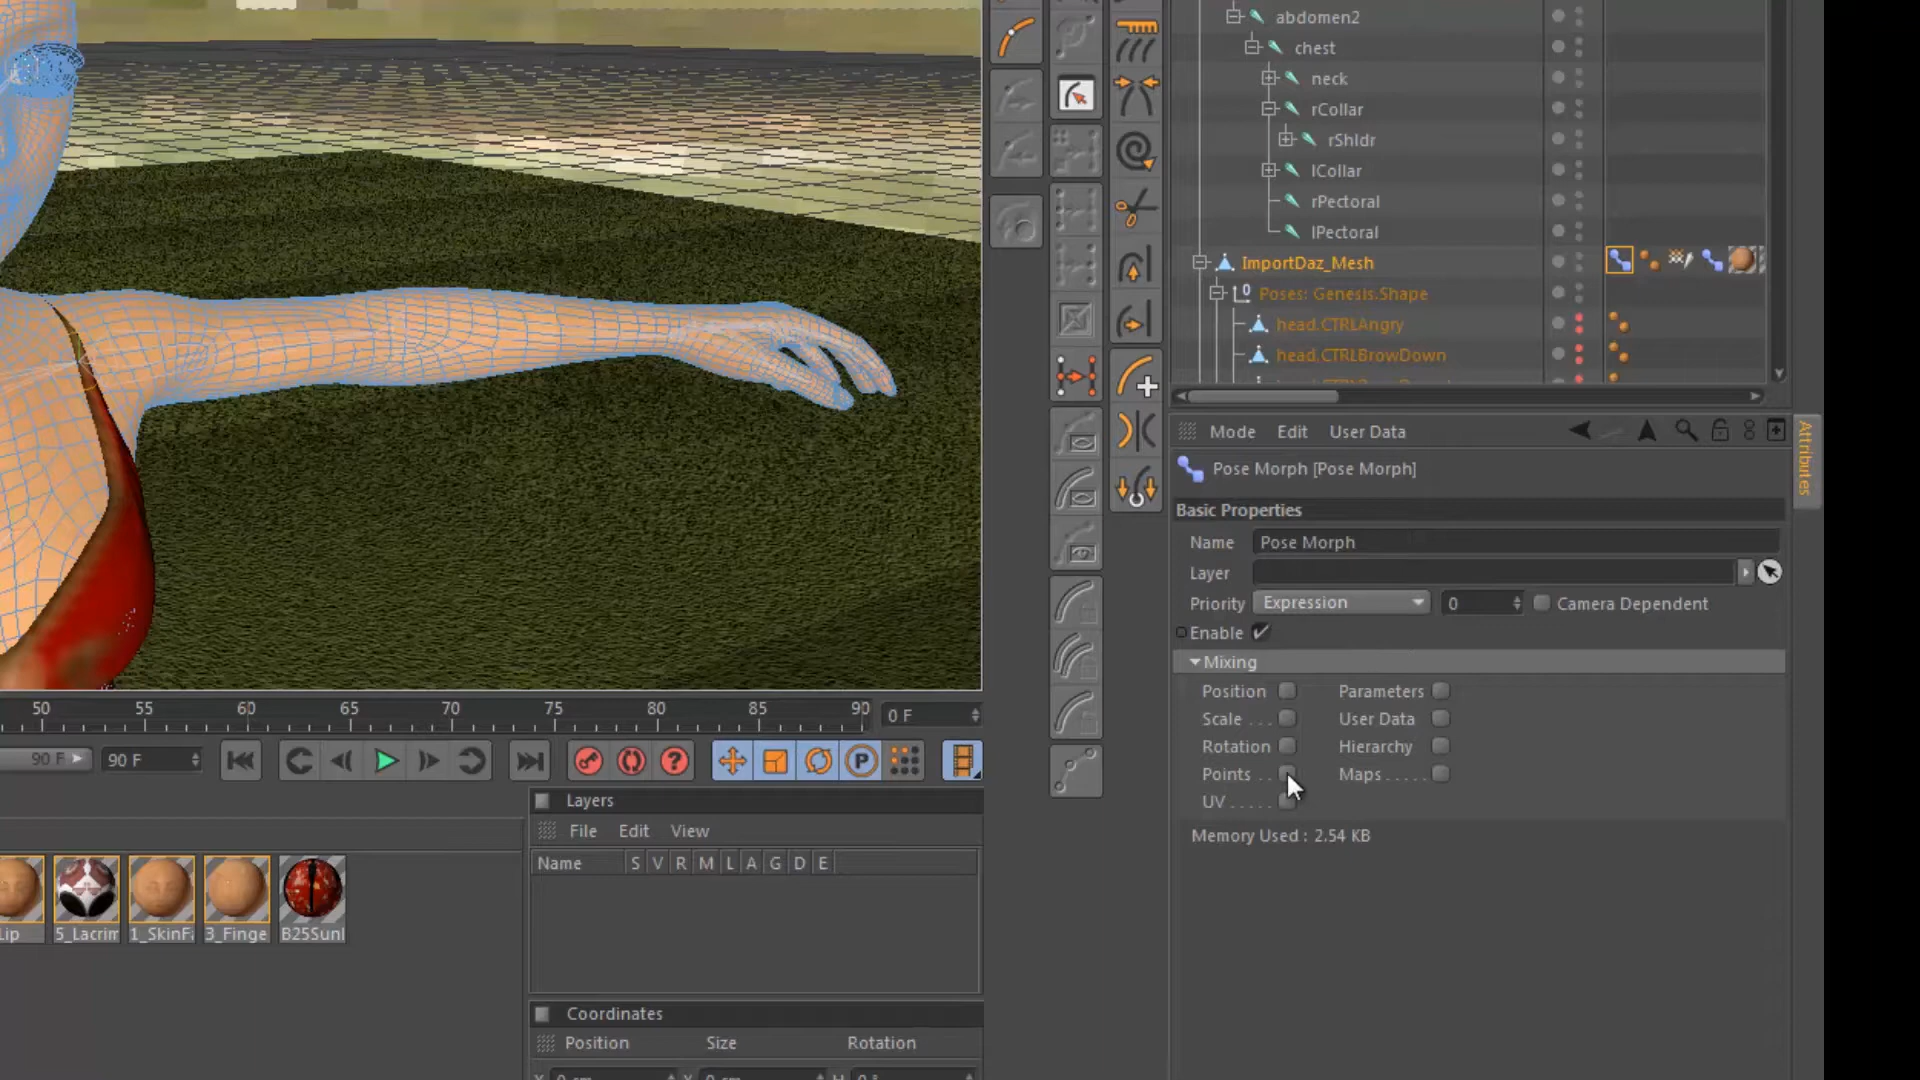 abdomen2
chest
neck
rCollar
rShldr
lCollar
rPectoral
lPectoral
ImportDaz_Mesh
Poses: Genesis.Shape
head.CTRLAngry
head.CTRLBrowDown
Mode Edit User Data
Attributes
Pose Morph [Pose Morph]
Basic Properties
Name Pose Morph
Layer
Priority Expression 0 Camera Dependent
Enable
Mixing
Position Parameters
Scale . . . User Data
Rotation Hierarchy
Points . . Maps . . . . .
UV . . . . .
Memory Used : 2.54 KB
50 55 60 65 70 75 80 85 90 0 F
90 F 90 F
Layers
File Edit View
Name S V R M L A G D E
Lip 5_Lacrim 1_SkinFa 3_Finge B25Sunl
Coordinates
Position Size Rotation